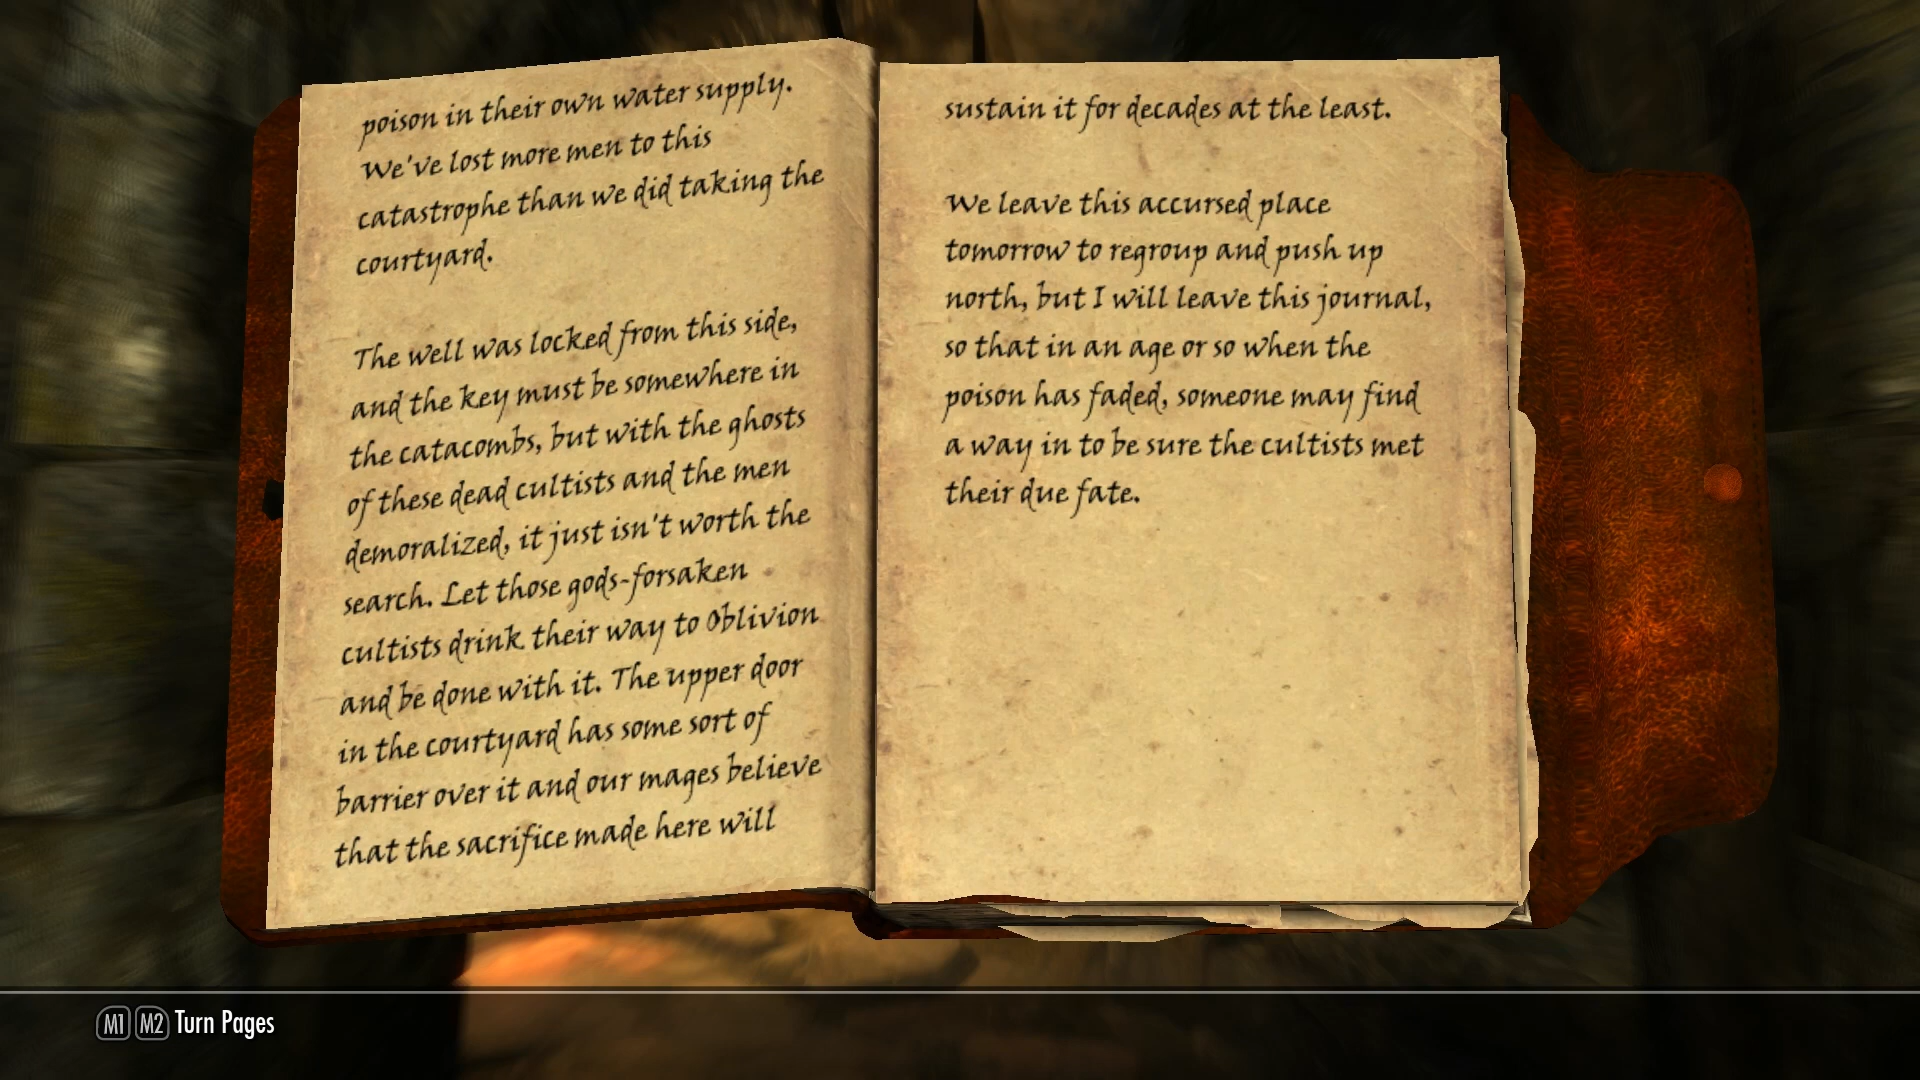 poison in their own water supply.
We've lost more men to this
catastrophe than we did taking the
courtyard.
The well was locked from this side,
and the key must be somewhere in
the catacombs, but with the ghosts
of these dead cultists and the men
demoralized, it just isn't worth the
search. Let those gods-forsaken
cultists drink their way to Oblivion
and be done with it. The upper door
in the courtyard has some sort of
barrier over it and our mages believe
that the sacrifice made here will
sustain it for decades at the least.
We leave this accursed place
tomorrow to regroup and push up
north, but I will leave this journal,
so that in an age or so when the
poison has faded, someone may find
a way in to be sure the cultists met
their due fate.
M1 M2 Turn Pages